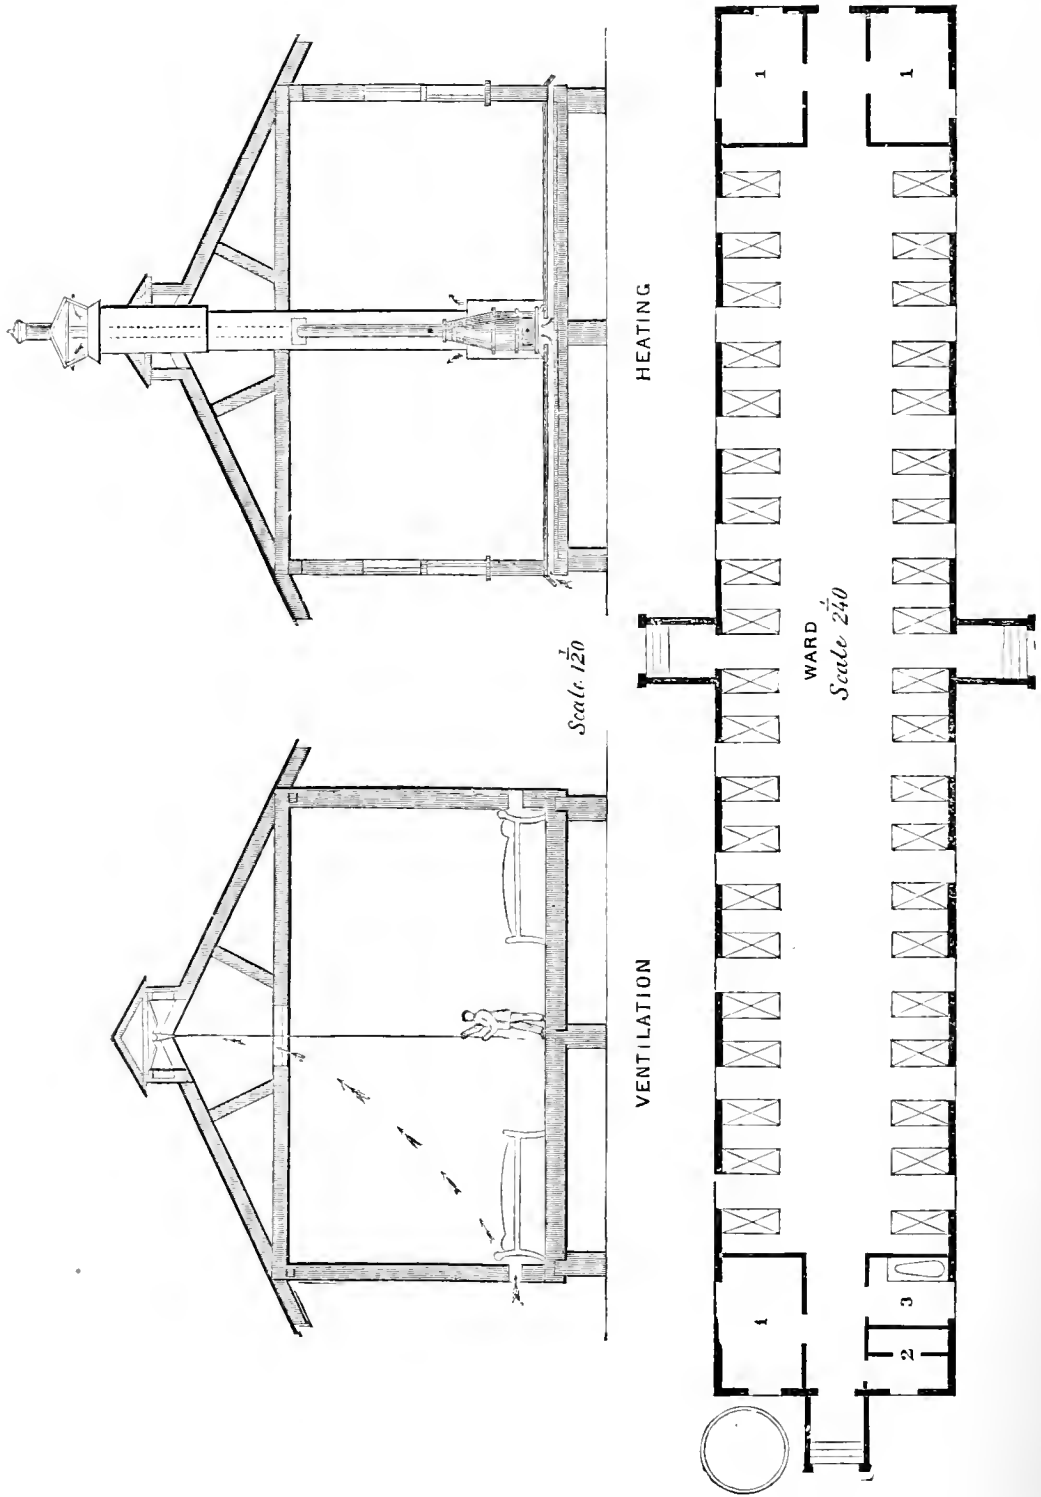 HEATING
Scale 1/120
VENTILATION
WARD
Scale 1/240
1
1
1
2
3